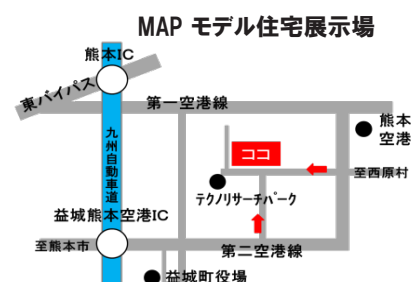 MAP モデル住宅展示場
熊本IC
東バイパス
第一空港線
熊本
空港
九州自動車道
ココ
至西原村
テクノリサーチパーク
益城熊本空港IC
至熊本市
第二空港線
益城町役場